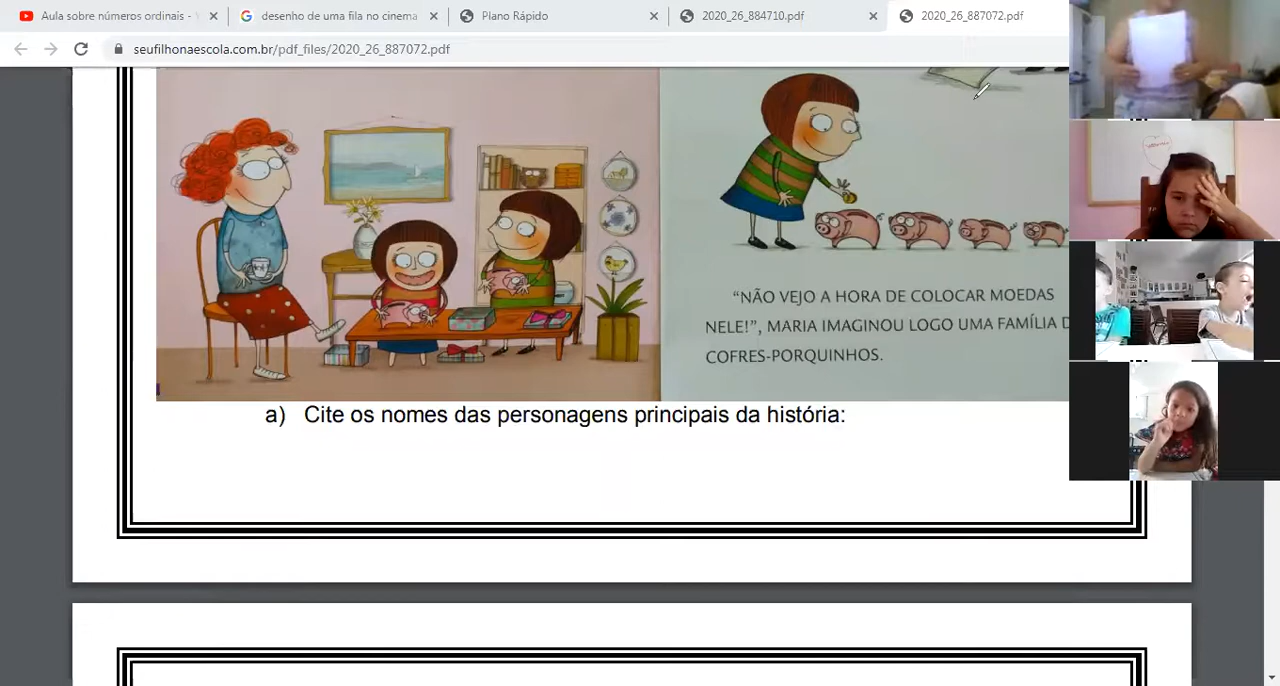 Aula sobre números ordinais -
desenho de uma fila no cinema
Plano Rápido
2020_26_884710.pdf
2020_26_887072.pdf
seufilhonaescola.com.br/pdf_files/2020_26_887072.pdf
“NÃO VEJO A HORA DE COLOCAR MOEDAS
NELE!”, MARIA IMAGINOU LOGO UMA FAMÍLIA
COFRES-PORQUINHOS.
a) Cite os nomes das personagens principais da história: